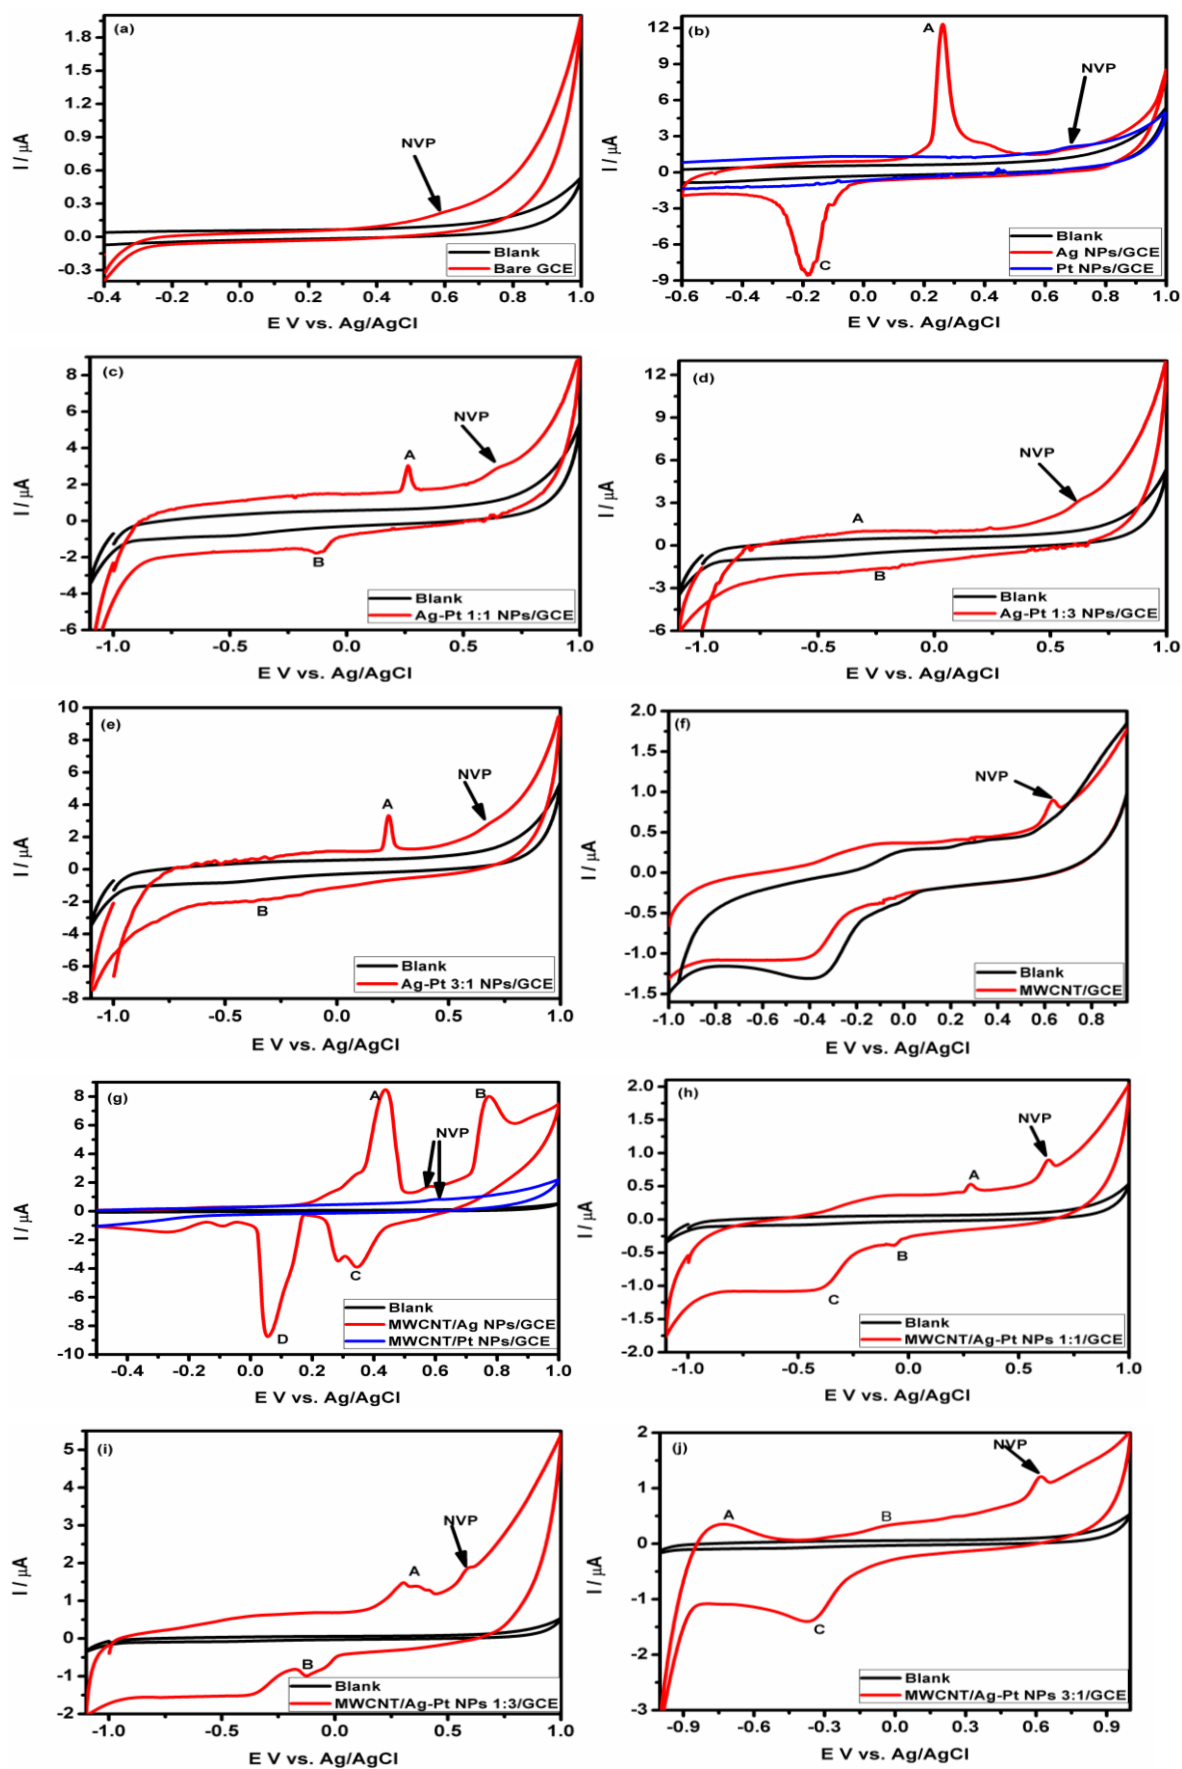 (a)
1.8
1.5
1.2
0.9
0.6
0.3
0.0
-0.3
I / µA
NVP
Blank
Bare GCE
-0.4 -0.2 0.0 0.2 0.4 0.6 0.8 1.0
E V vs. Ag/AgCl
(b)
12
9
6
3
0
-3
-6
-9
I / µA
A
NVP
C
Blank
Ag NPs/GCE
Pt NPs/GCE
-0.6 -0.4 -0.2 0.0 0.2 0.4 0.6 0.8 1.0
E V vs. Ag/AgCl
(c)
8
6
4
2
0
-2
-4
-6
I / µA
NVP
A
B
Blank
Ag-Pt 1:1 NPs/GCE
-1.0 -0.5 0.0 0.5 1.0
E V vs. Ag/AgCl
(d)
12
9
6
3
0
-3
-6
I / µA
NVP
A
B
Blank
Ag-Pt 1:3 NPs/GCE
-1.0 -0.5 0.0 0.5 1.0
E V vs. Ag/AgCl
(e)
10
8
6
4
2
0
-2
-4
-6
-8
I / µA
NVP
A
B
Blank
Ag-Pt 3:1 NPs/GCE
-1.0 -0.5 0.0 0.5 1.0
E V vs. Ag/AgCl
(f)
2.0
1.5
1.0
0.5
0.0
-0.5
-1.0
-1.5
I / µA
NVP
Blank
MWCNT/GCE
-1.0 -0.8 -0.6 -0.4 -0.2 0.0 0.2 0.4 0.6 0.8
E V vs. Ag/AgCl
(g)
8
6
4
2
0
-2
-4
-6
-8
-10
I / µA
A
B
NVP
C
D
Blank
MWCNT/Ag NPs/GCE
MWCNT/Pt NPs/GCE
-0.4 -0.2 0.0 0.2 0.4 0.6 0.8 1.0
E V vs. Ag/AgCl
(h)
2.0
1.5
1.0
0.5
0.0
-0.5
-1.0
-1.5
-2.0
I / µA
NVP
A
B
C
Blank
MWCNT/Ag-Pt NPs 1:1/GCE
-1.0 -0.5 0.0 0.5 1.0
E V vs. Ag/AgCl
(i)
5
4
3
2
1
0
-1
-2
I / µA
NVP
A
B
Blank
MWCNT/Ag-Pt NPs 1:3/GCE
-1.0 -0.5 0.0 0.5 1.0
E V vs. Ag/AgCl
(j)
2
1
0
-1
-2
-3
I / µA
NVP
A
B
C
Blank
MWCNT/Ag-Pt NPs 3:1/GCE
-0.9 -0.6 -0.3 0.0 0.3 0.6 0.9
E V vs. Ag/AgCl